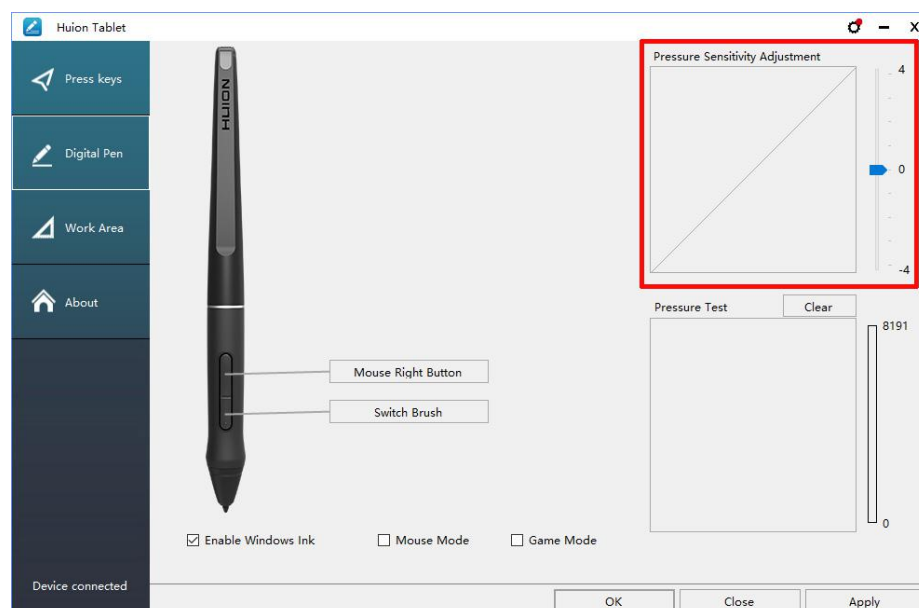 Huion Tablet
X
Press keys
Digital Pen
Work Area
About
Device connected
HUION
Mouse Right Button
Switch Brush
Enable Windows Ink
Mouse Mode
Game Mode
Pressure Sensitivity Adjustment
4
0
-4
Pressure Test
Clear
8191
0
OK
Close
Apply